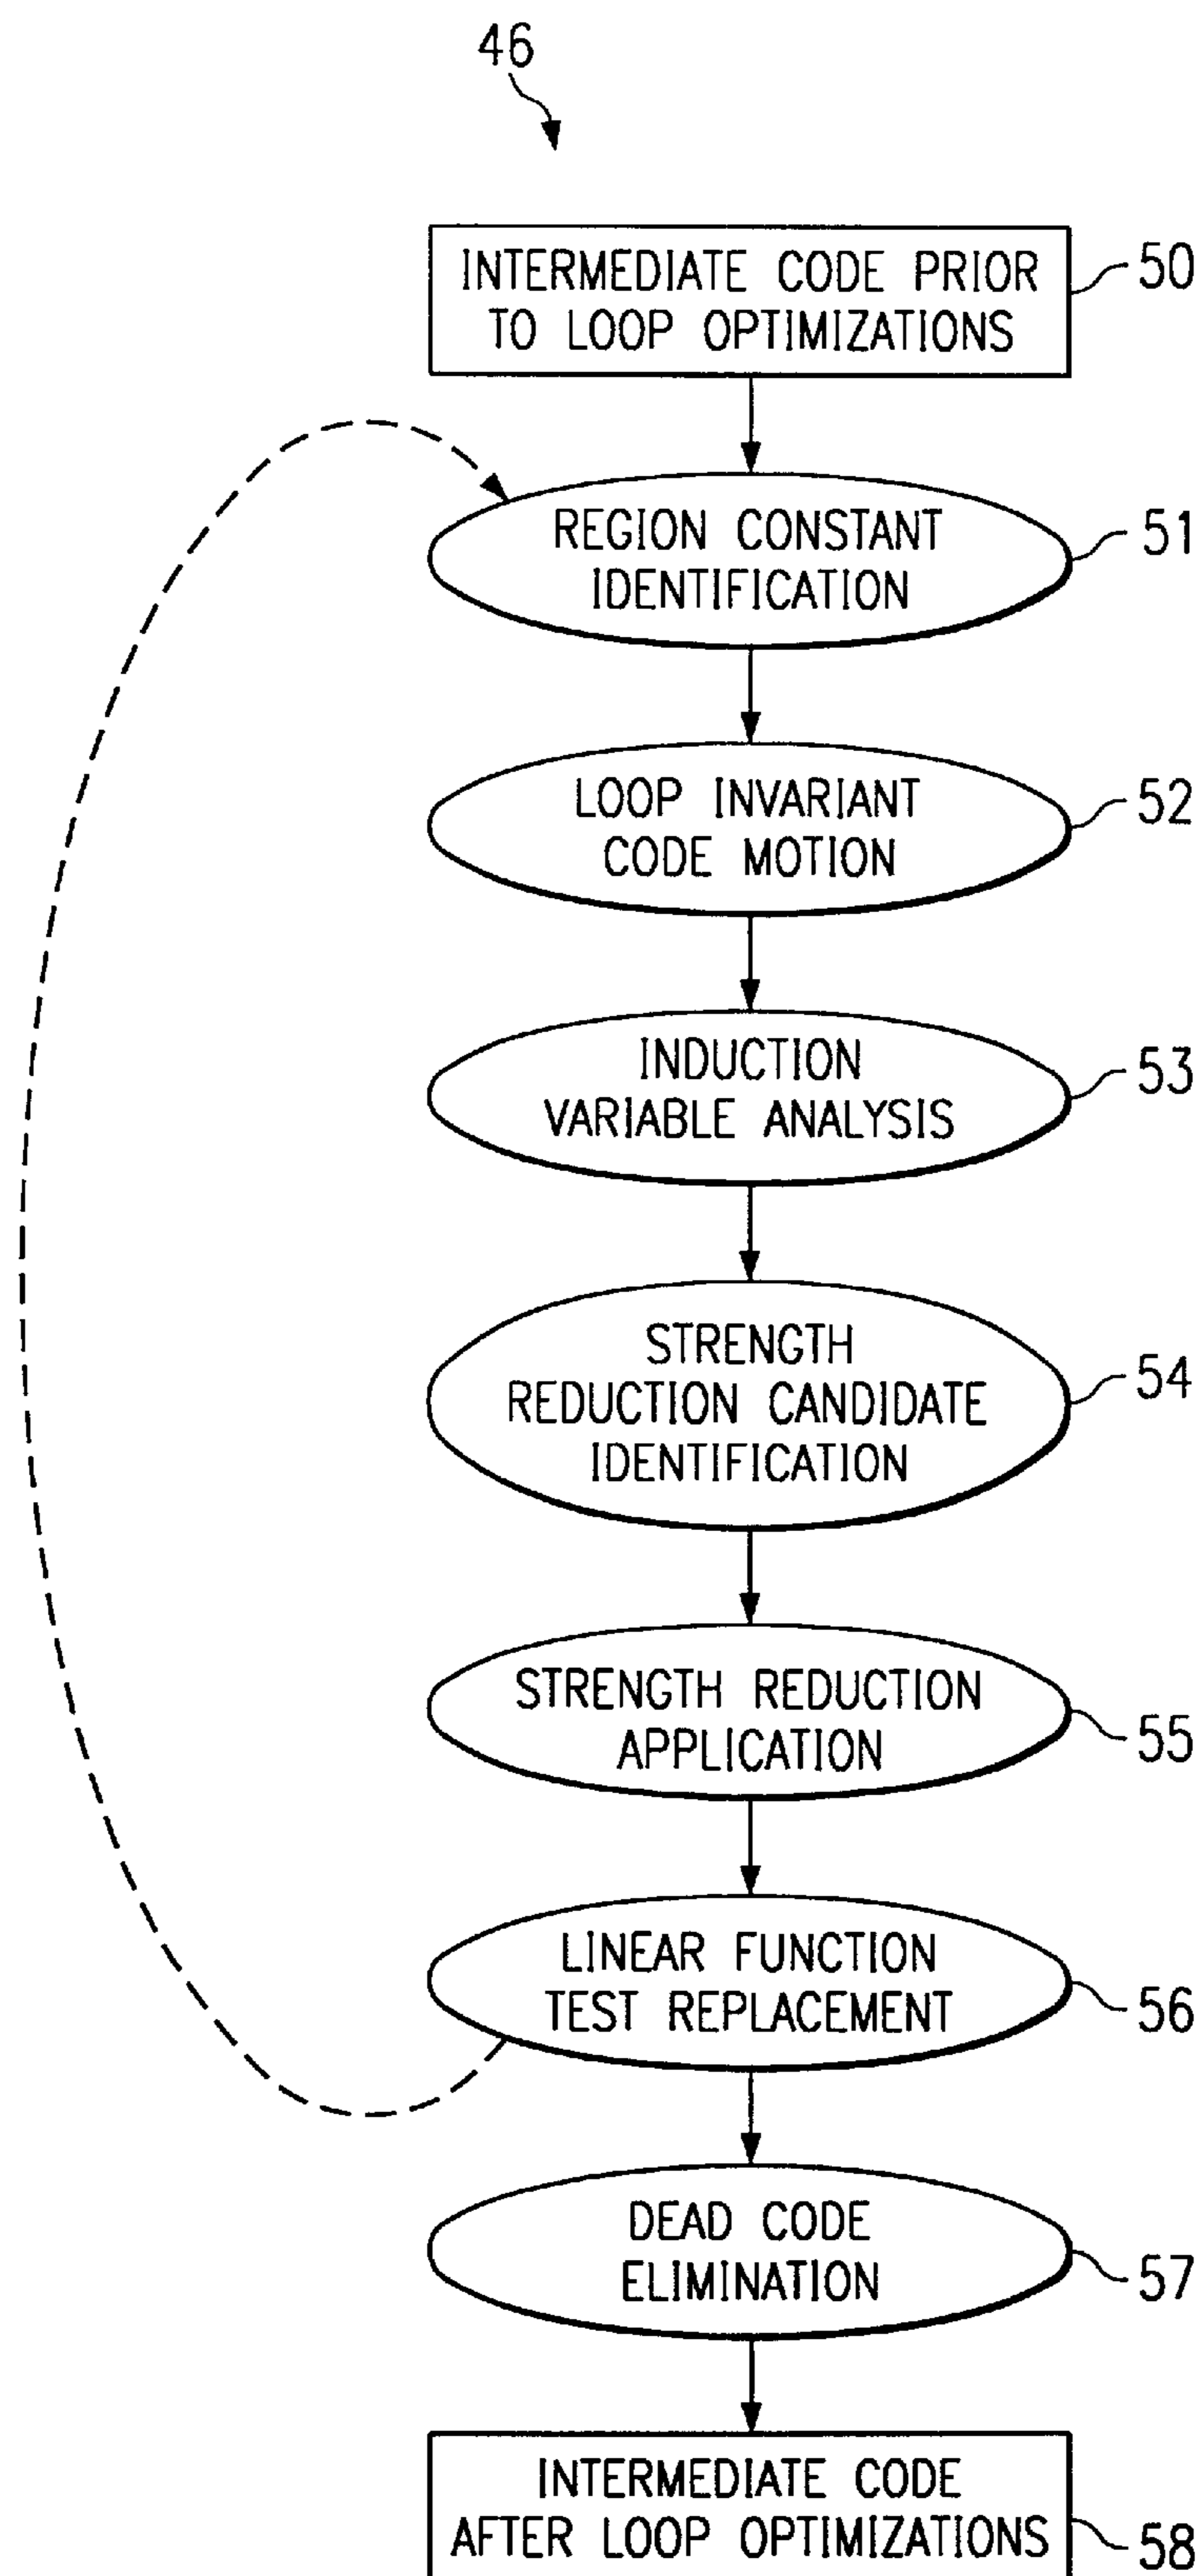 46
INTERMEDIATE CODE PRIOR
TO LOOP OPTIMIZATIONS
50
REGION CONSTANT
IDENTIFICATION
51
LOOP INVARIANT
CODE MOTION
52
INDUCTION
VARIABLE ANALYSIS
53
STRENGTH
REDUCTION CANDIDATE
IDENTIFICATION
54
STRENGTH REDUCTION
APPLICATION
55
LINEAR FUNCTION
TEST REPLACEMENT
56
DEAD CODE
ELIMINATION
57
INTERMEDIATE CODE
AFTER LOOP OPTIMIZATIONS
58